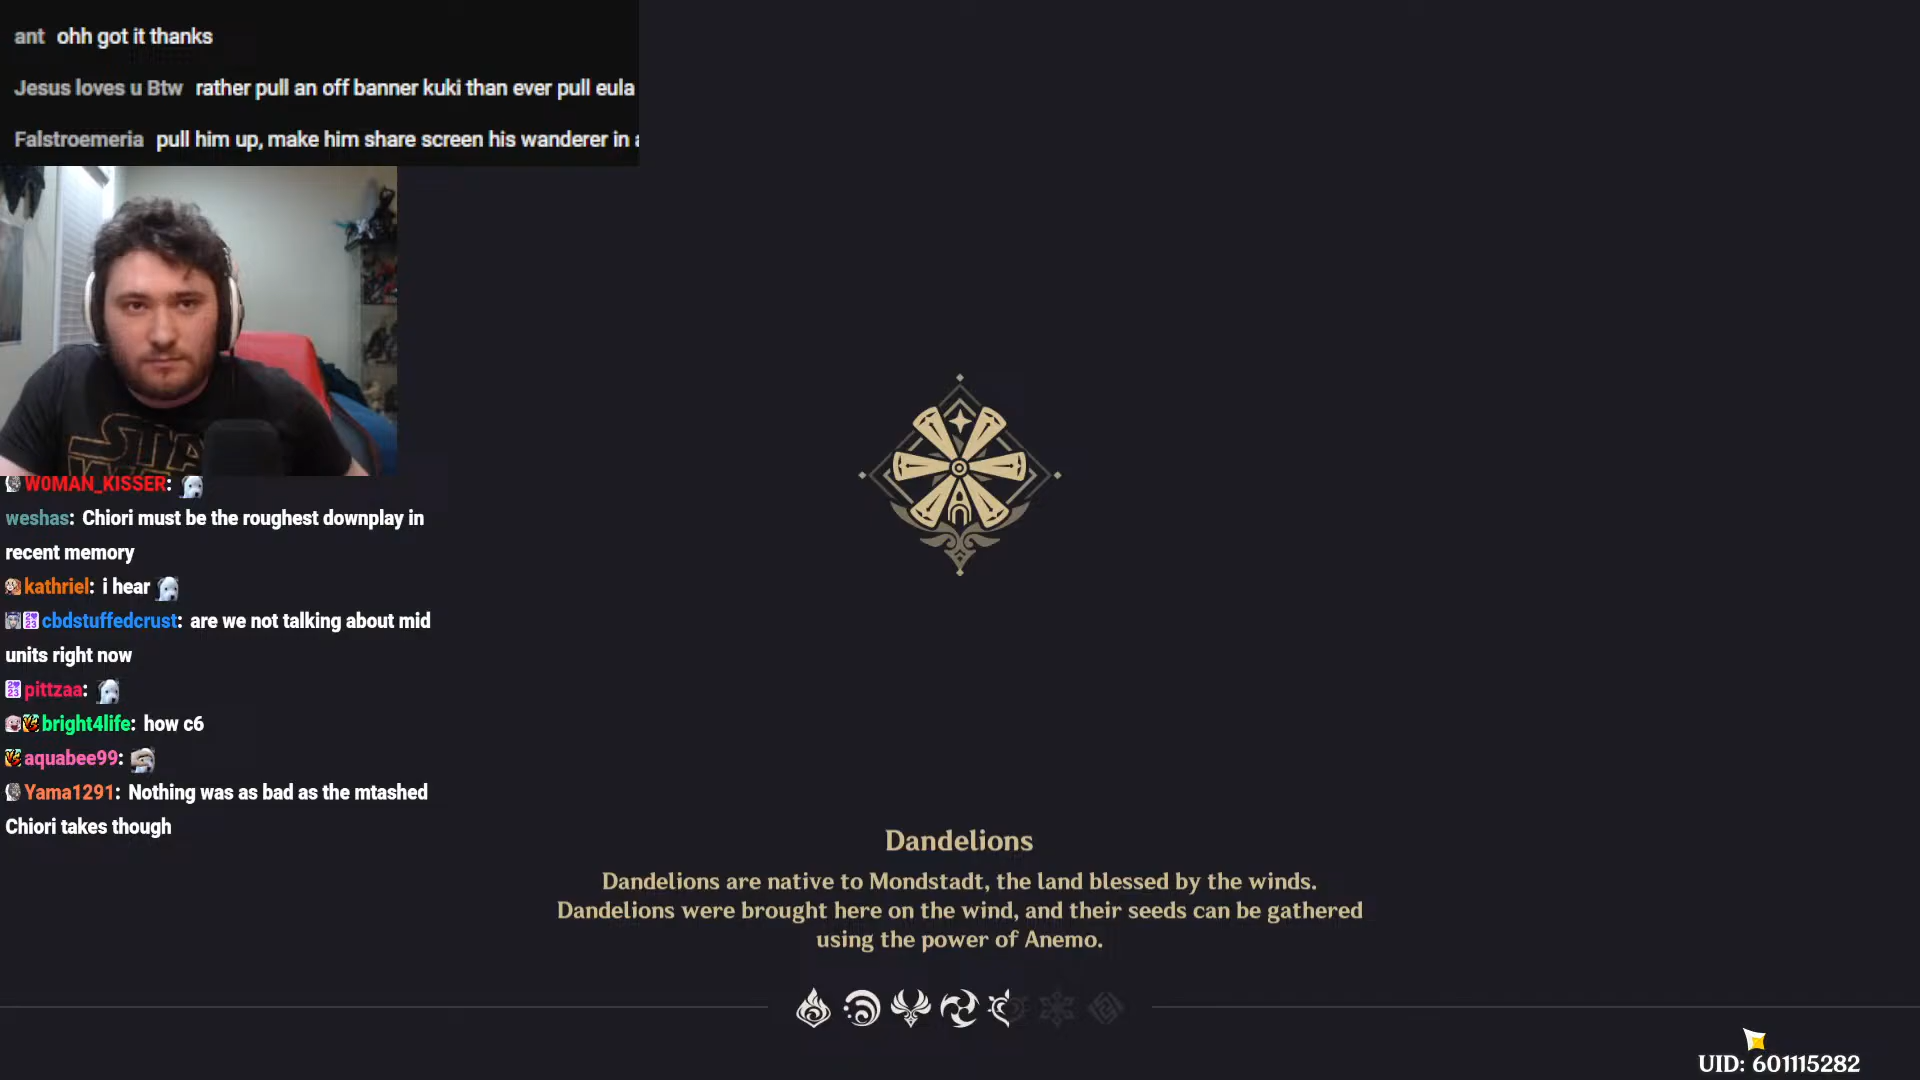 ant ohh got it thanks
Jesus loves u Btw rather pull an off banner kuki than ever pull eula
Falstroemeria pull him up, make him share screen his wanderer in a
STA
W0MAN_KISSER:
weshas: Chiori must be the roughest downplay in
recent memory
kathriel: i hear
cbdstuffedcrust: are we not talking about mid
units right now
pittzaa:
bright4life: how c6
aquabee99:
Yama1291: Nothing was as bad as the mtashed
Chiori takes though
Dandelions
Dandelions are native to Mondstadt, the land blessed by the winds.
Dandelions were brought here on the wind, and their seeds can be gathered
using the power of Anemo.
UID: 601115282